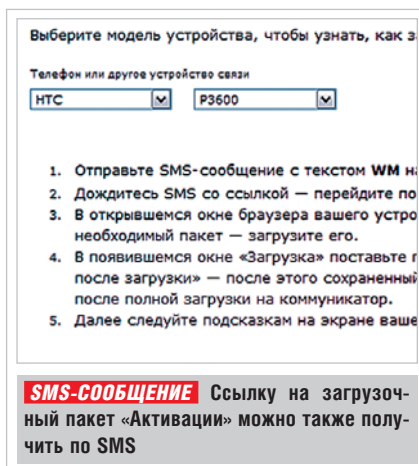 Выберите модель устройства, чтобы узнать, как з
Телефон или другое устройство связи
HTC P3600
1. Отправьте SMS-сообщение с текстом WM н
2. Дождитесь SMS со ссылкой — перейдите по
3. В открывшемся окне браузера вашего устро
необходимый пакет — загрузите его.
4. В появившемся окне «Загрузка» поставьте г
после загрузки» — после этого сохраненный
после полной загрузки на коммуникатор.
5. Далее следуйте подсказкам на экране ваше
SMS-СООБЩЕНИЕ Ссылку на загрузоч-
ный пакет «Активации» можно также полу-
чить по SMS